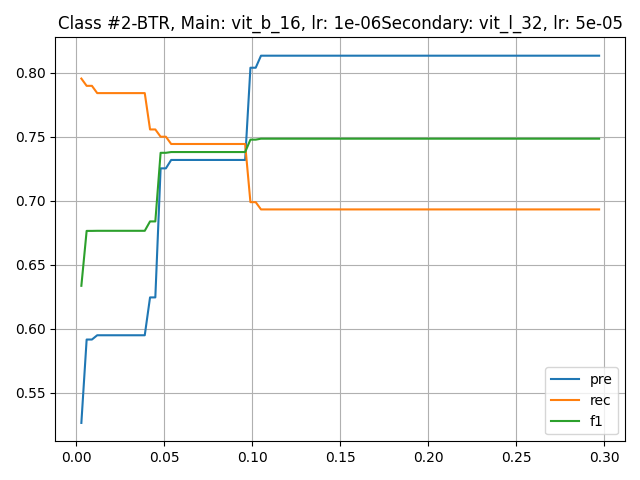 Class #2-BTR, Main: vit_b_16, lr: 1e-06Secondary: vit_l_32, lr: 5e-05
0.80
0.75
0.70
0.65
0.60
0.55
pre
rec
f1
0.00 0.05 0.10 0.15 0.20 0.25 0.30